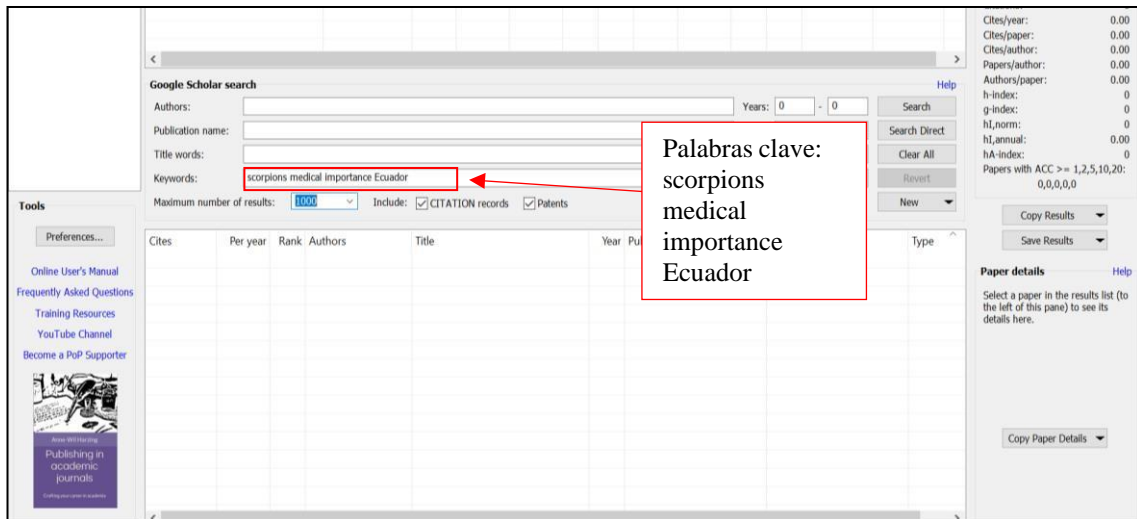 Cites/year: 0.00
Cites/paper: 0.00
Cites/author: 0.00
Papers/author: 0.00
Authors/paper: 0.00
h-index: 0
g-index: 0
hI,norm: 0
hI,annual: 0.00
hA-index: 0
Papers with ACC >= 1,2,5,10,20:
0,0,0,0,0
Copy Results
Save Results
Paper details Help
Select a paper in the results list (to
the left of this pane) to see its
details here.
Copy Paper Details
Google Scholar search Help
Authors: Years: 0 - 0 Search
Publication name: Search Direct
Title words: Clear All
Keywords: scorpions medical importance Ecuador Revert
Maximum number of results: 1000 Include: CITATION records Patents New
Palabras clave:
scorpions
medical
importance
Ecuador
Cites Per year Rank Authors Title Year Type
Tools
Preferences...
Online User's Manual
Frequently Asked Questions
Training Resources
YouTube Channel
Become a PoP Supporter
Anne-Wil Harzing
Publishing in
academic
journals